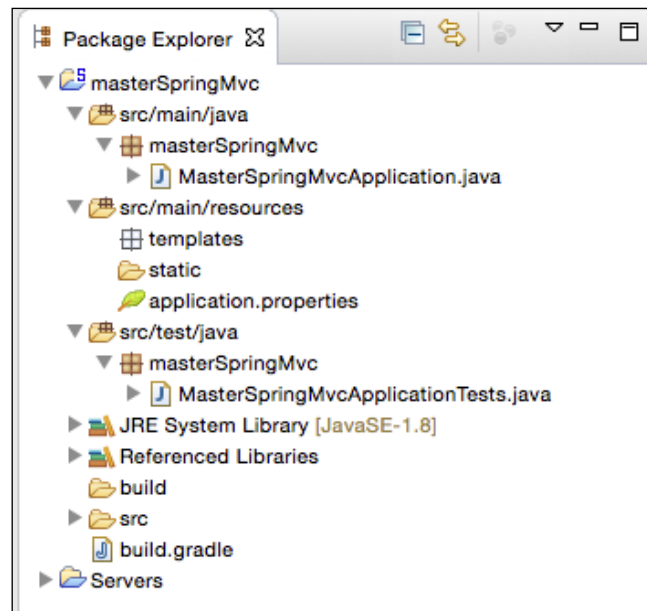 Package Explorer
masterSpringMvc
src/main/java
masterSpringMvc
MasterSpringMvcApplication.java
src/main/resources
templates
static
application.properties
src/test/java
masterSpringMvc
MasterSpringMvcApplicationTests.java
JRE System Library [JavaSE-1.8]
Referenced Libraries
build
src
build.gradle
Servers